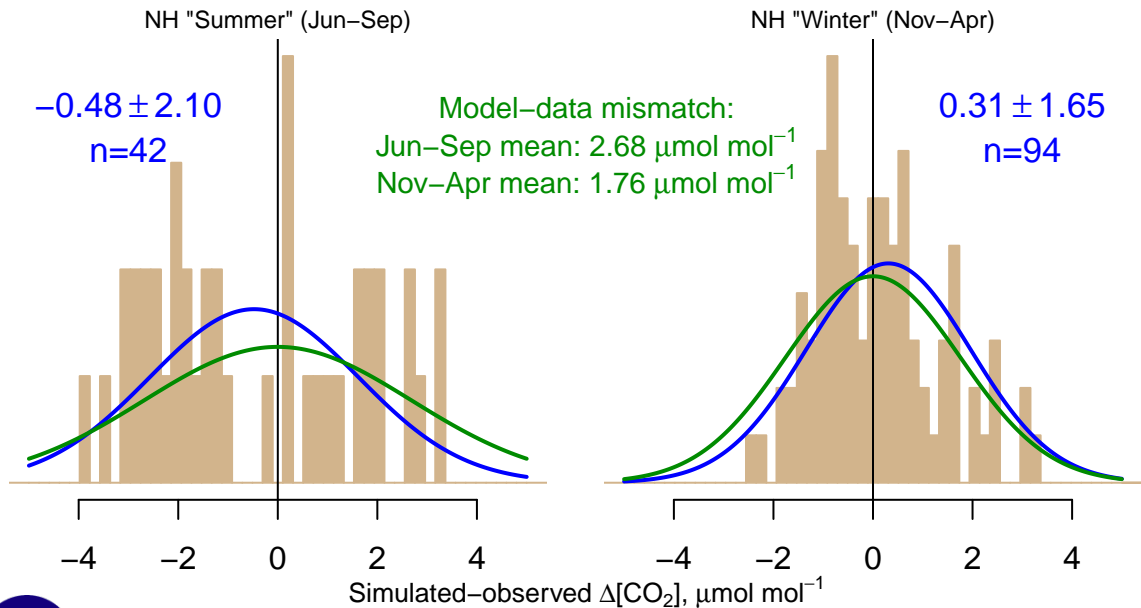 NH "Summer" (Jun−Sep)
NH "Winter" (Nov−Apr)
−0.48 ± 2.10
n=42
Model−data mismatch:
Jun−Sep mean: 2.68 μmol mol⁻¹
Nov−Apr mean: 1.76 μmol mol⁻¹
0.31 ± 1.65
n=94
−4 −2 0 2 4
−4 −2 0 2 4
Simulated−observed Δ[CO₂], μmol mol⁻¹